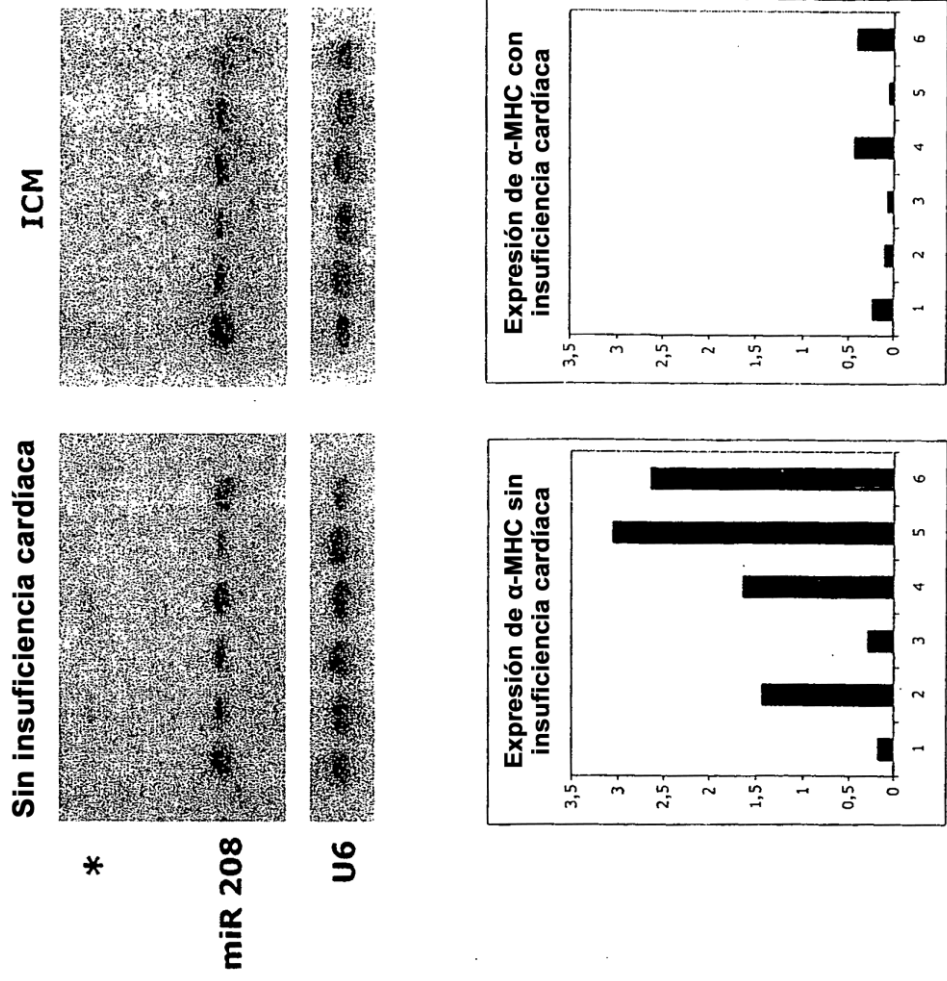 Sin insuficiencia cardíaca
ICM
*
miR 208
U6
Expresión de α-MHC sin
insuficiencia cardíaca
3,5
3
2,5
2
1,5
1
0,5
0
1 2 3 4 5 6
Expresión de α-MHC con
insuficiencia cardíaca
3,5
3
2,5
2
1,5
1
0,5
0
1 2 3 4 5 6